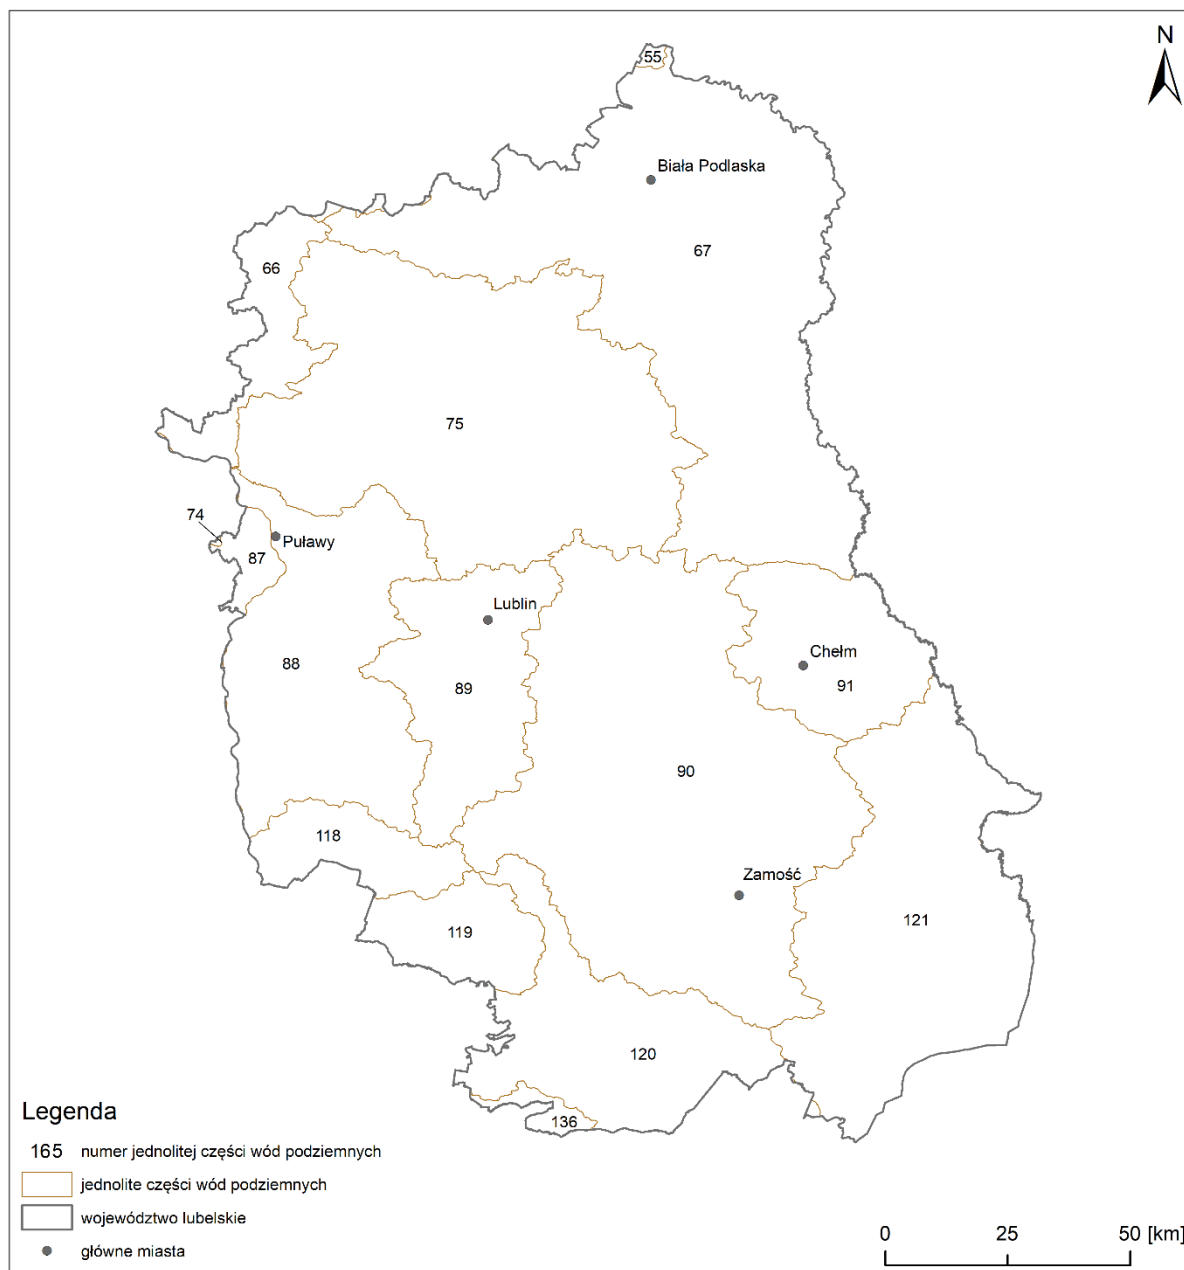 N
55
Biała Podlaska
67
66
75
74
Puławy
87
Lublin
Chełm
88
89
91
90
118
Zamość
121
119
120
136
Legenda
165 numer jednolitej części wód podziemnych
jednolite części wód podziemnych
województwo lubelskie
główne miasta
0 25 50 [km]